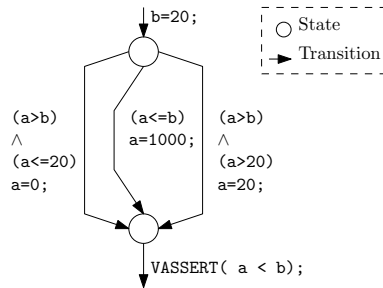 b=20;
State
Transition
(a>b)
∧
(a<=20)
a=0;
(a<=b)
a=1000;
(a>b)
∧
(a>20)
a=20;
VASSERT( a < b);